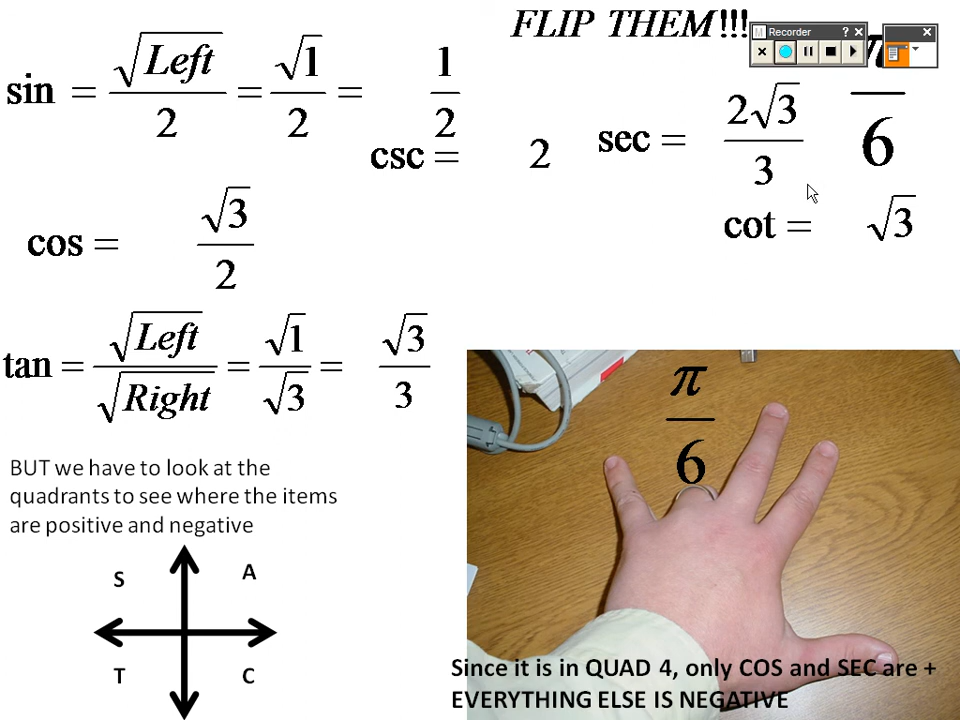 FLIP THEM!!!
Recorder
sin = √Left / 2 = √1 / 2 = 1 / 2
csc = 2
sec = 2√3 / 3
π / 6
cot = √3
cos = √3 / 2
tan = √Left / √Right = √1 / √3 = √3 / 3
π / 6
BUT we have to look at the
quadrants to see where the items
are positive and negative
S A
T C
Since it is in QUAD 4, only COS and SEC are +
EVERYTHING ELSE IS NEGATIVE